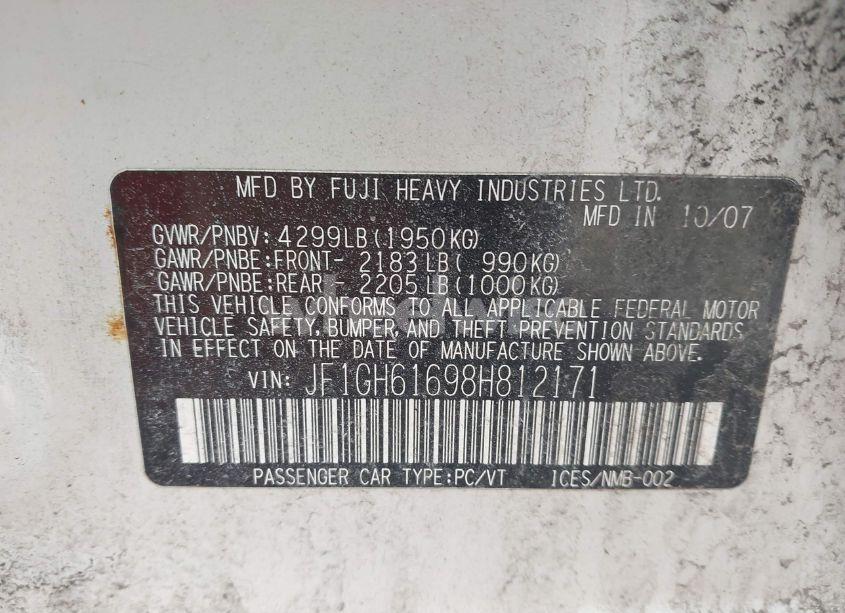 MFD BY FUJI HEAVY INDUSTRIES LTD.
MFD IN 10/07
GVWR/PNBV: 4299LB(1950KG)
GAWR/PNBE:FRONT- 2183LB( 990KG)
GAWR/PNBE:REAR - 2205LB(1000KG)
THIS VEHICLE CONFORMS TO ALL APPLICABLE FEDERAL MOTOR
VEHICLE SAFETY, BUMPER, AND THEFT PREVENTION STANDARDS
IN EFFECT ON THE DATE OF MANUFACTURE SHOWN ABOVE.
VIN: JF1GH61698H812171
PASSENGER CAR TYPE:PC/VT ICES/NMB-002